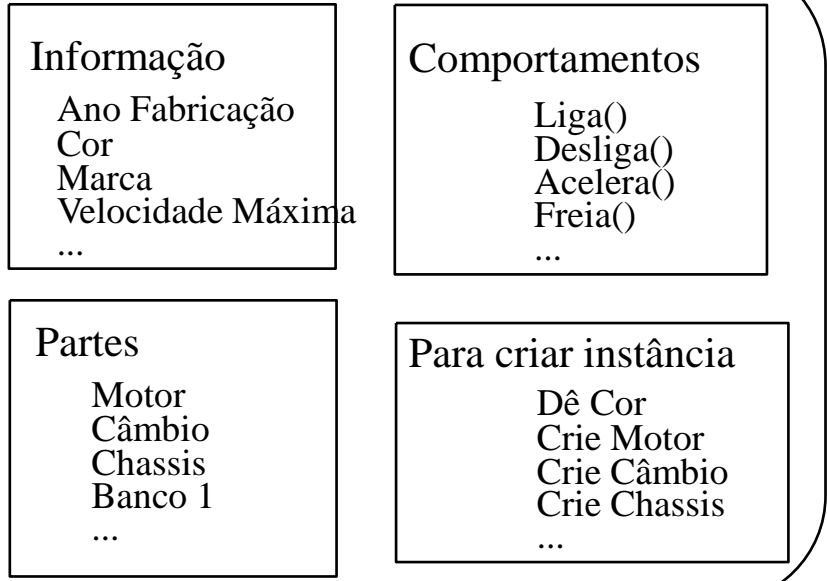 Informação
Ano Fabricação
Cor
Marca
Velocidade Máxima
...
Comportamentos
Liga()
Desliga()
Acelera()
Freia()
...
Partes
Motor
Câmbio
Chassis
Banco 1
...
Para criar instância
Dê Cor
Crie Motor
Crie Câmbio
Crie Chassis
...